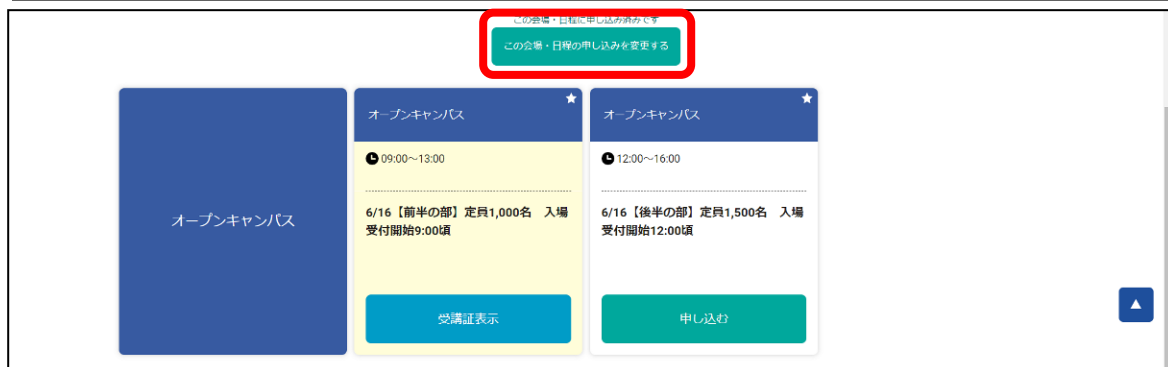 この会場・日程に申し込み済みです
この会場・日程の申し込みを変更する
オープンキャンパス
オープンキャンパス
09:00～13:00
6/16【前半の部】定員1,000名　入場
受付開始9:00頃
受講証表示
オープンキャンパス
12:00～16:00
6/16【後半の部】定員1,500名　入場
受付開始12:00頃
申し込む